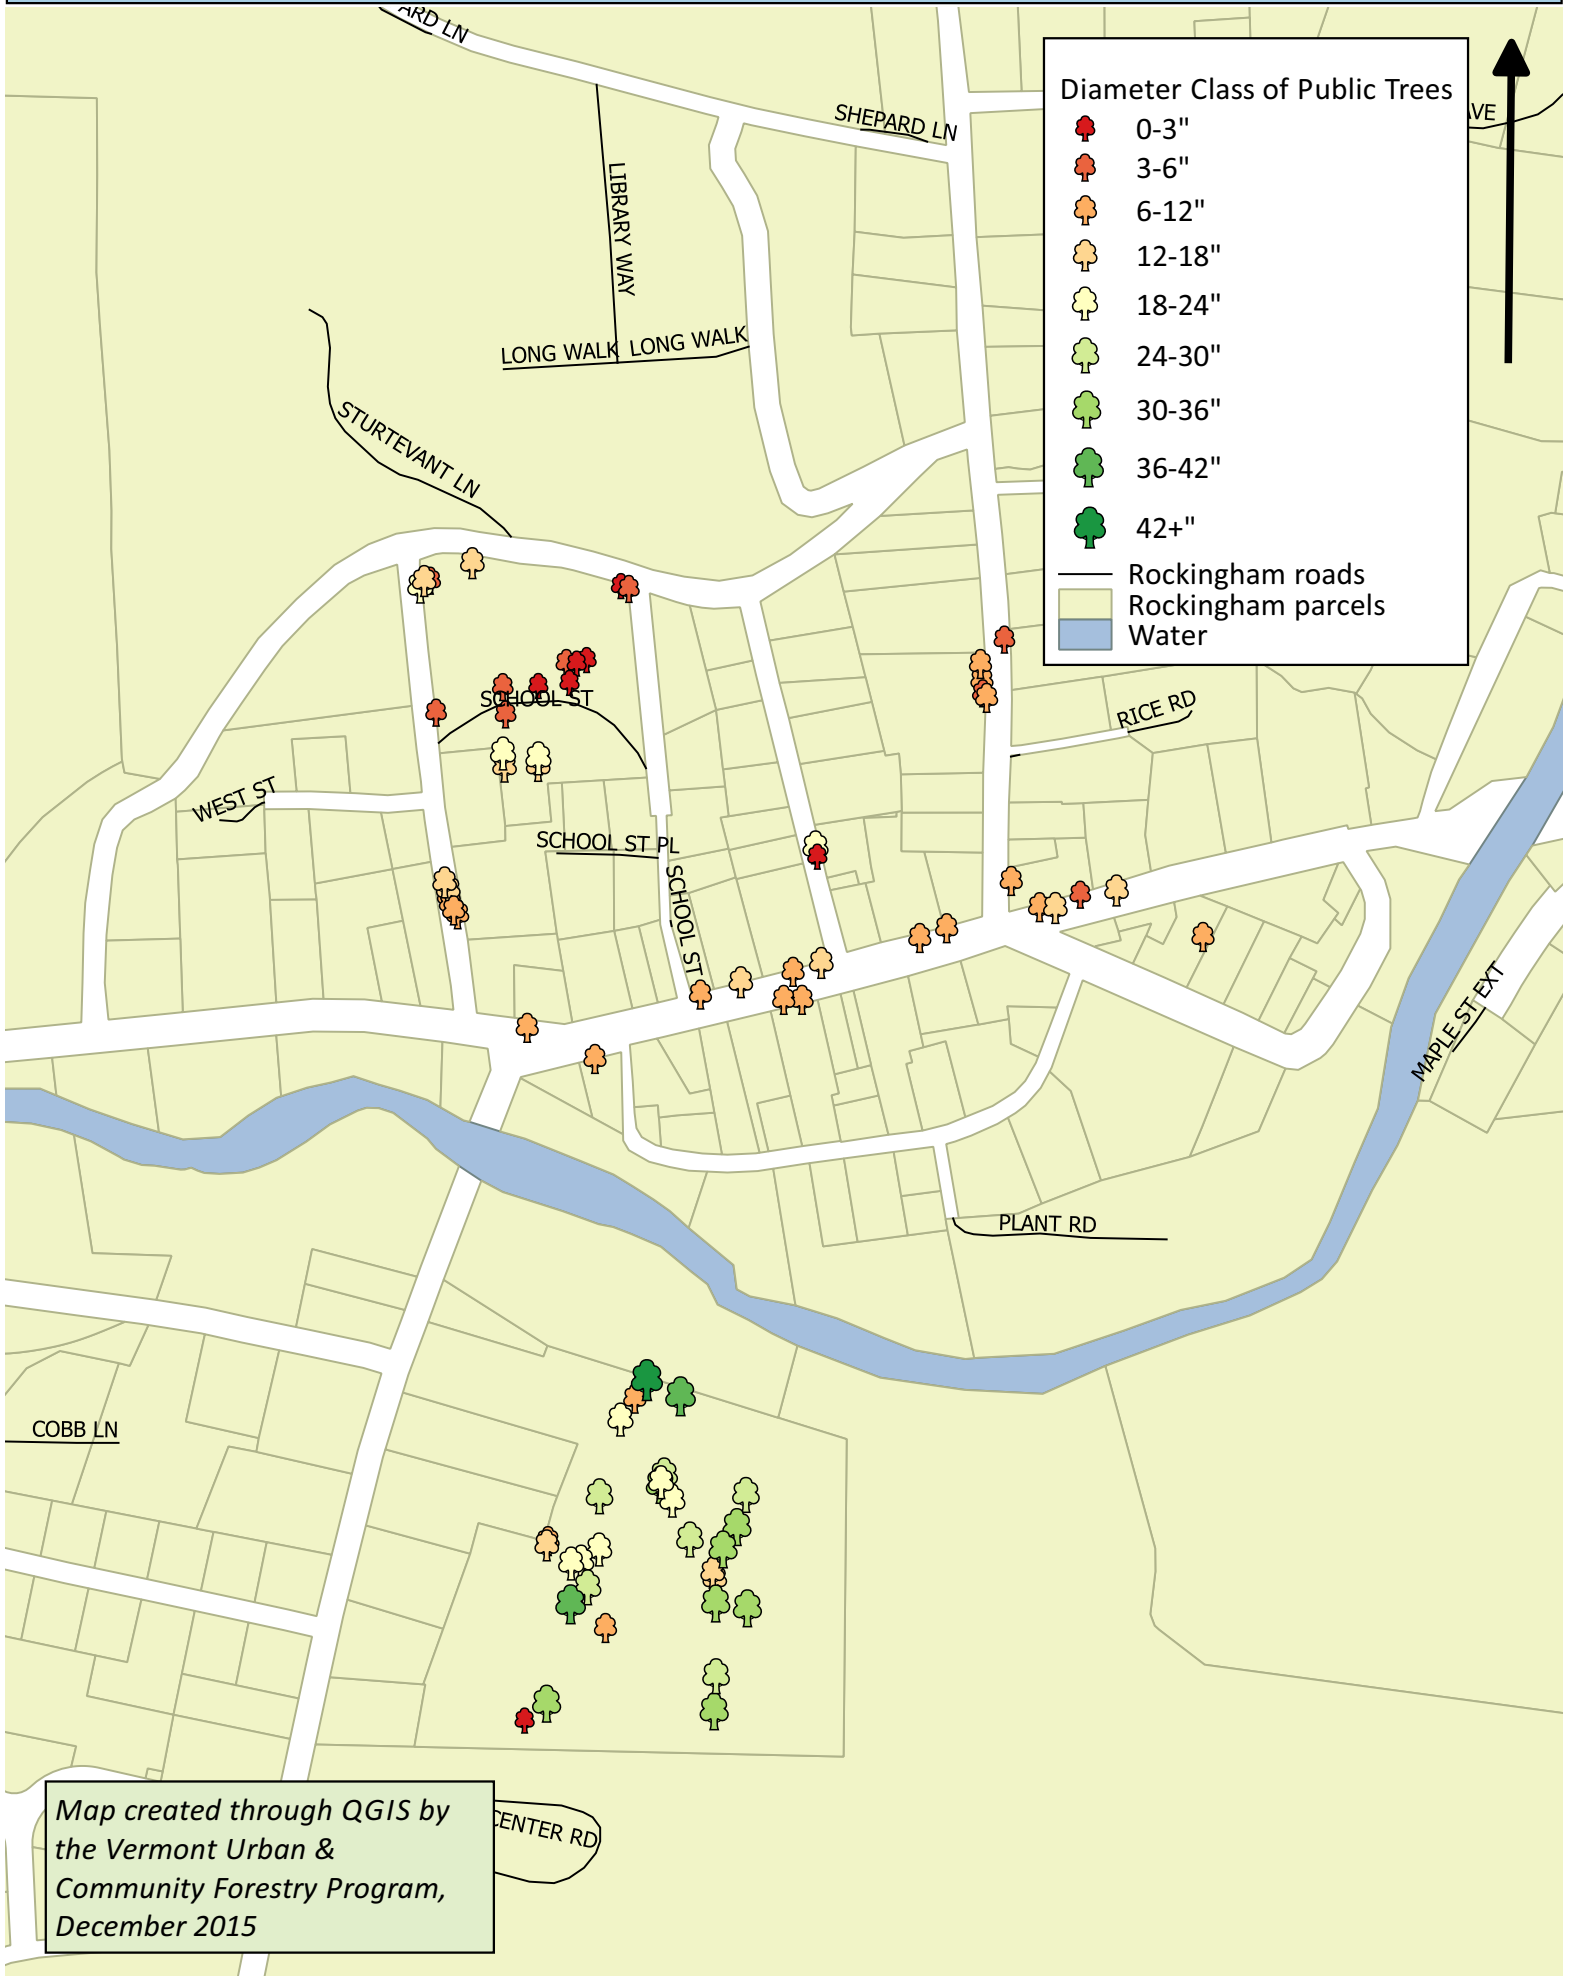 ARD LN
SHEPARD LN
AVE
LIBRARY WAY
LONG WALK LONG WALK
STURTEVANT LN
Diameter Class of Public Trees
0-3"
3-6"
6-12"
12-18"
18-24"
24-30"
30-36"
36-42"
42+"
Rockingham roads
Rockingham parcels
Water
SCHOOL ST
RICE RD
WEST ST
SCHOOL ST PL
SCHOOL ST
MAPLE ST EXT
PLANT RD
COBB LN
CENTER RD
Map created through QGIS by
the Vermont Urban &
Community Forestry Program,
December 2015